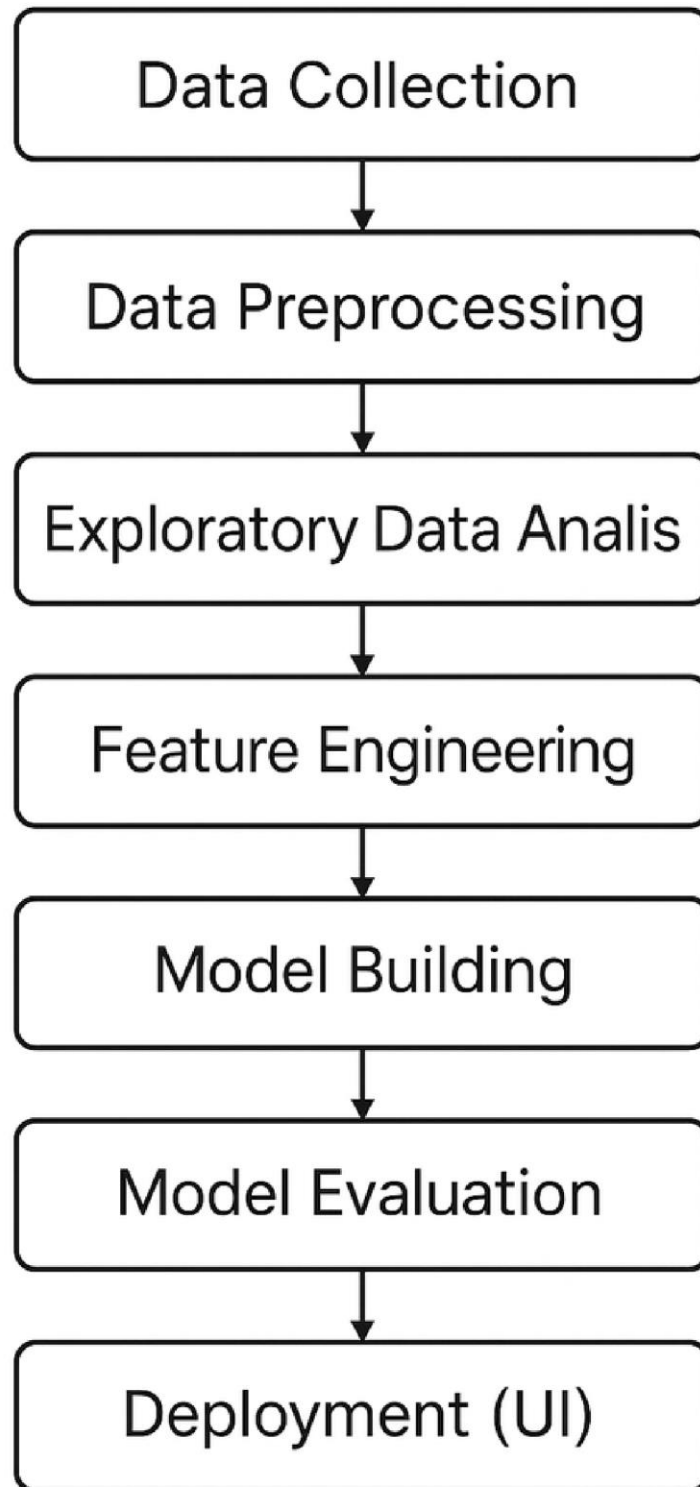 Data Collection
Data Preprocessing
Exploratory Data Analis
Feature Engineering
Model Building
Model Evaluation
Deployment (UI)